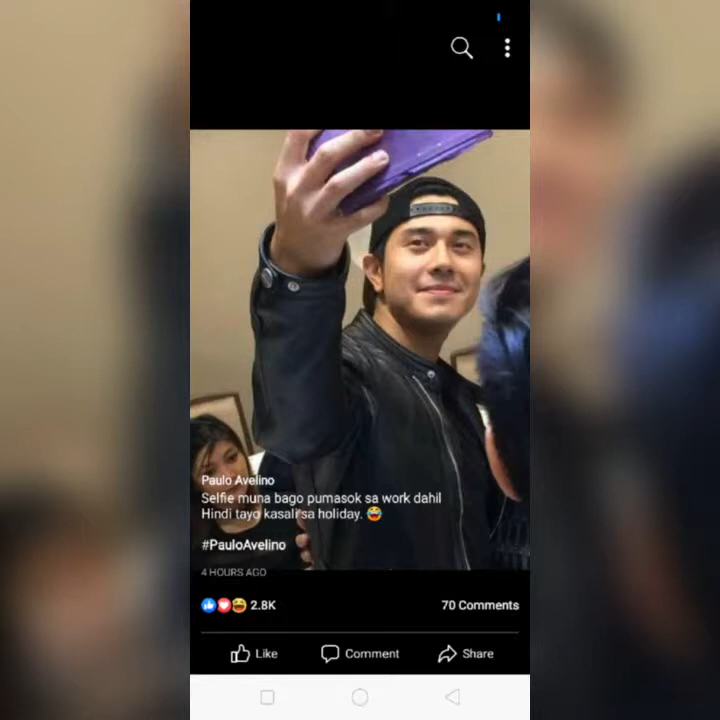 Paulo Avelino
Selfie muna bago pumasok sa work dahil
Hindi tayo kasali sa holiday. 😂
#PauloAvelino
4 HOURS AGO
2.8K
70 Comments
Like
Comment
Share